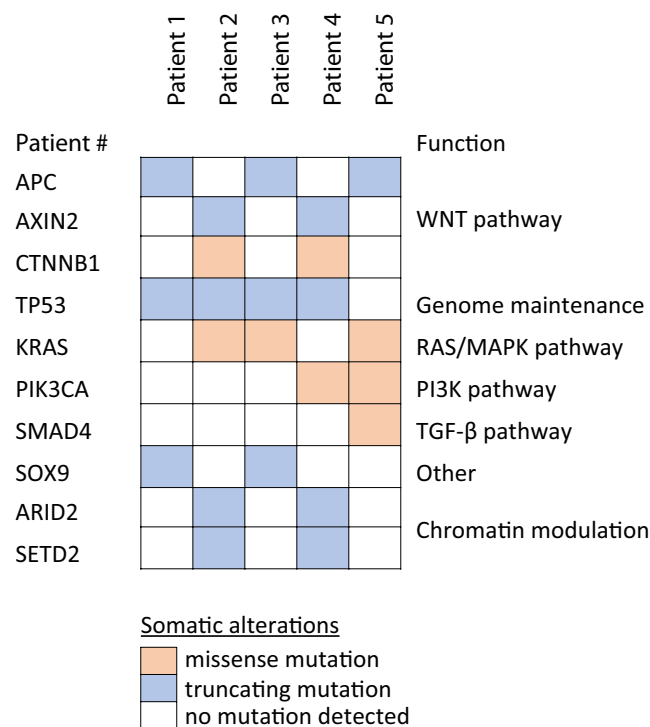 Patient 1
Patient 2
Patient 3
Patient 4
Patient 5
Patient #
Function
APC
AXIN2
WNT pathway
CTNNB1
TP53
Genome maintenance
KRAS
RAS/MAPK pathway
PIK3CA
PI3K pathway
SMAD4
TGF-β pathway
SOX9
Other
ARID2
Chromatin modulation
SETD2
Somatic alterations
missense mutation
truncating mutation
no mutation detected